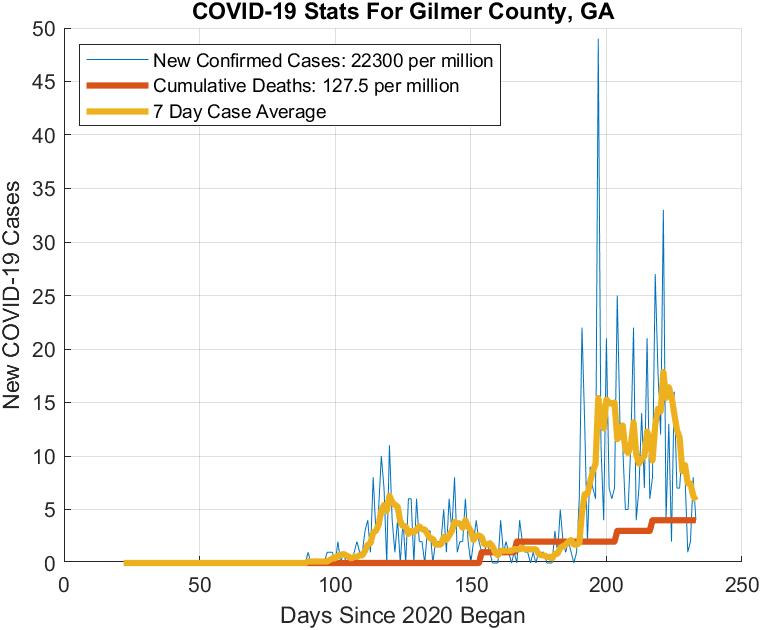 COVID-19 Stats For Gilmer County, GA
50
45
40
35
30
25
20
15
10
5
0
New COVID-19 Cases
New Confirmed Cases: 22300 per million
Cumulative Deaths: 127.5 per million
7 Day Case Average
0
50
100
150
200
250
Days Since 2020 Began